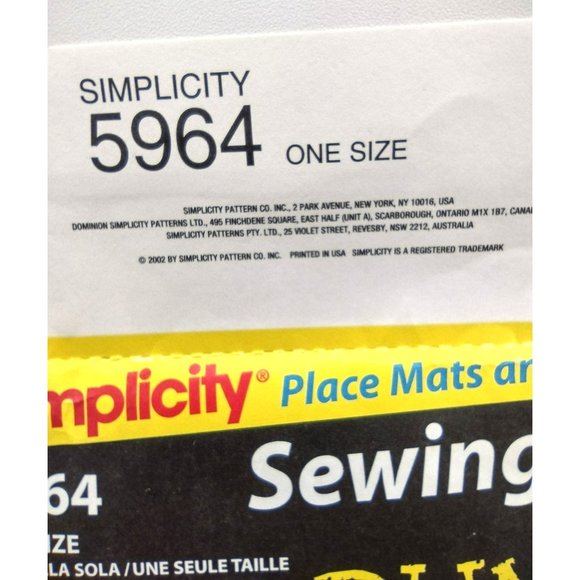 SIMPLICITY
5964 ONE SIZE
SIMPLICITY PATTERN CO. INC., 2 PARK AVENUE, NEW YORK, NY 10016, USA
DOMINION SIMPLICITY PATTERNS LTD., 495 FINCHDENE SQUARE, EAST HALF (UNIT A), SCARBOROUGH, ONTARIO M1X 1B7, CANA
SIMPLICITY PATTERNS PTY. LTD., 25 VIOLET STREET, REVESBY, NSW 2212, AUSTRALIA
© 2002 BY SIMPLICITY PATTERN CO. INC. PRINTED IN USA SIMPLICITY IS A REGISTERED TRADEMARK
mplicity® Place Mats an
Sewing
64
IZE
LA SOLA / UNE SEULE TAILLE